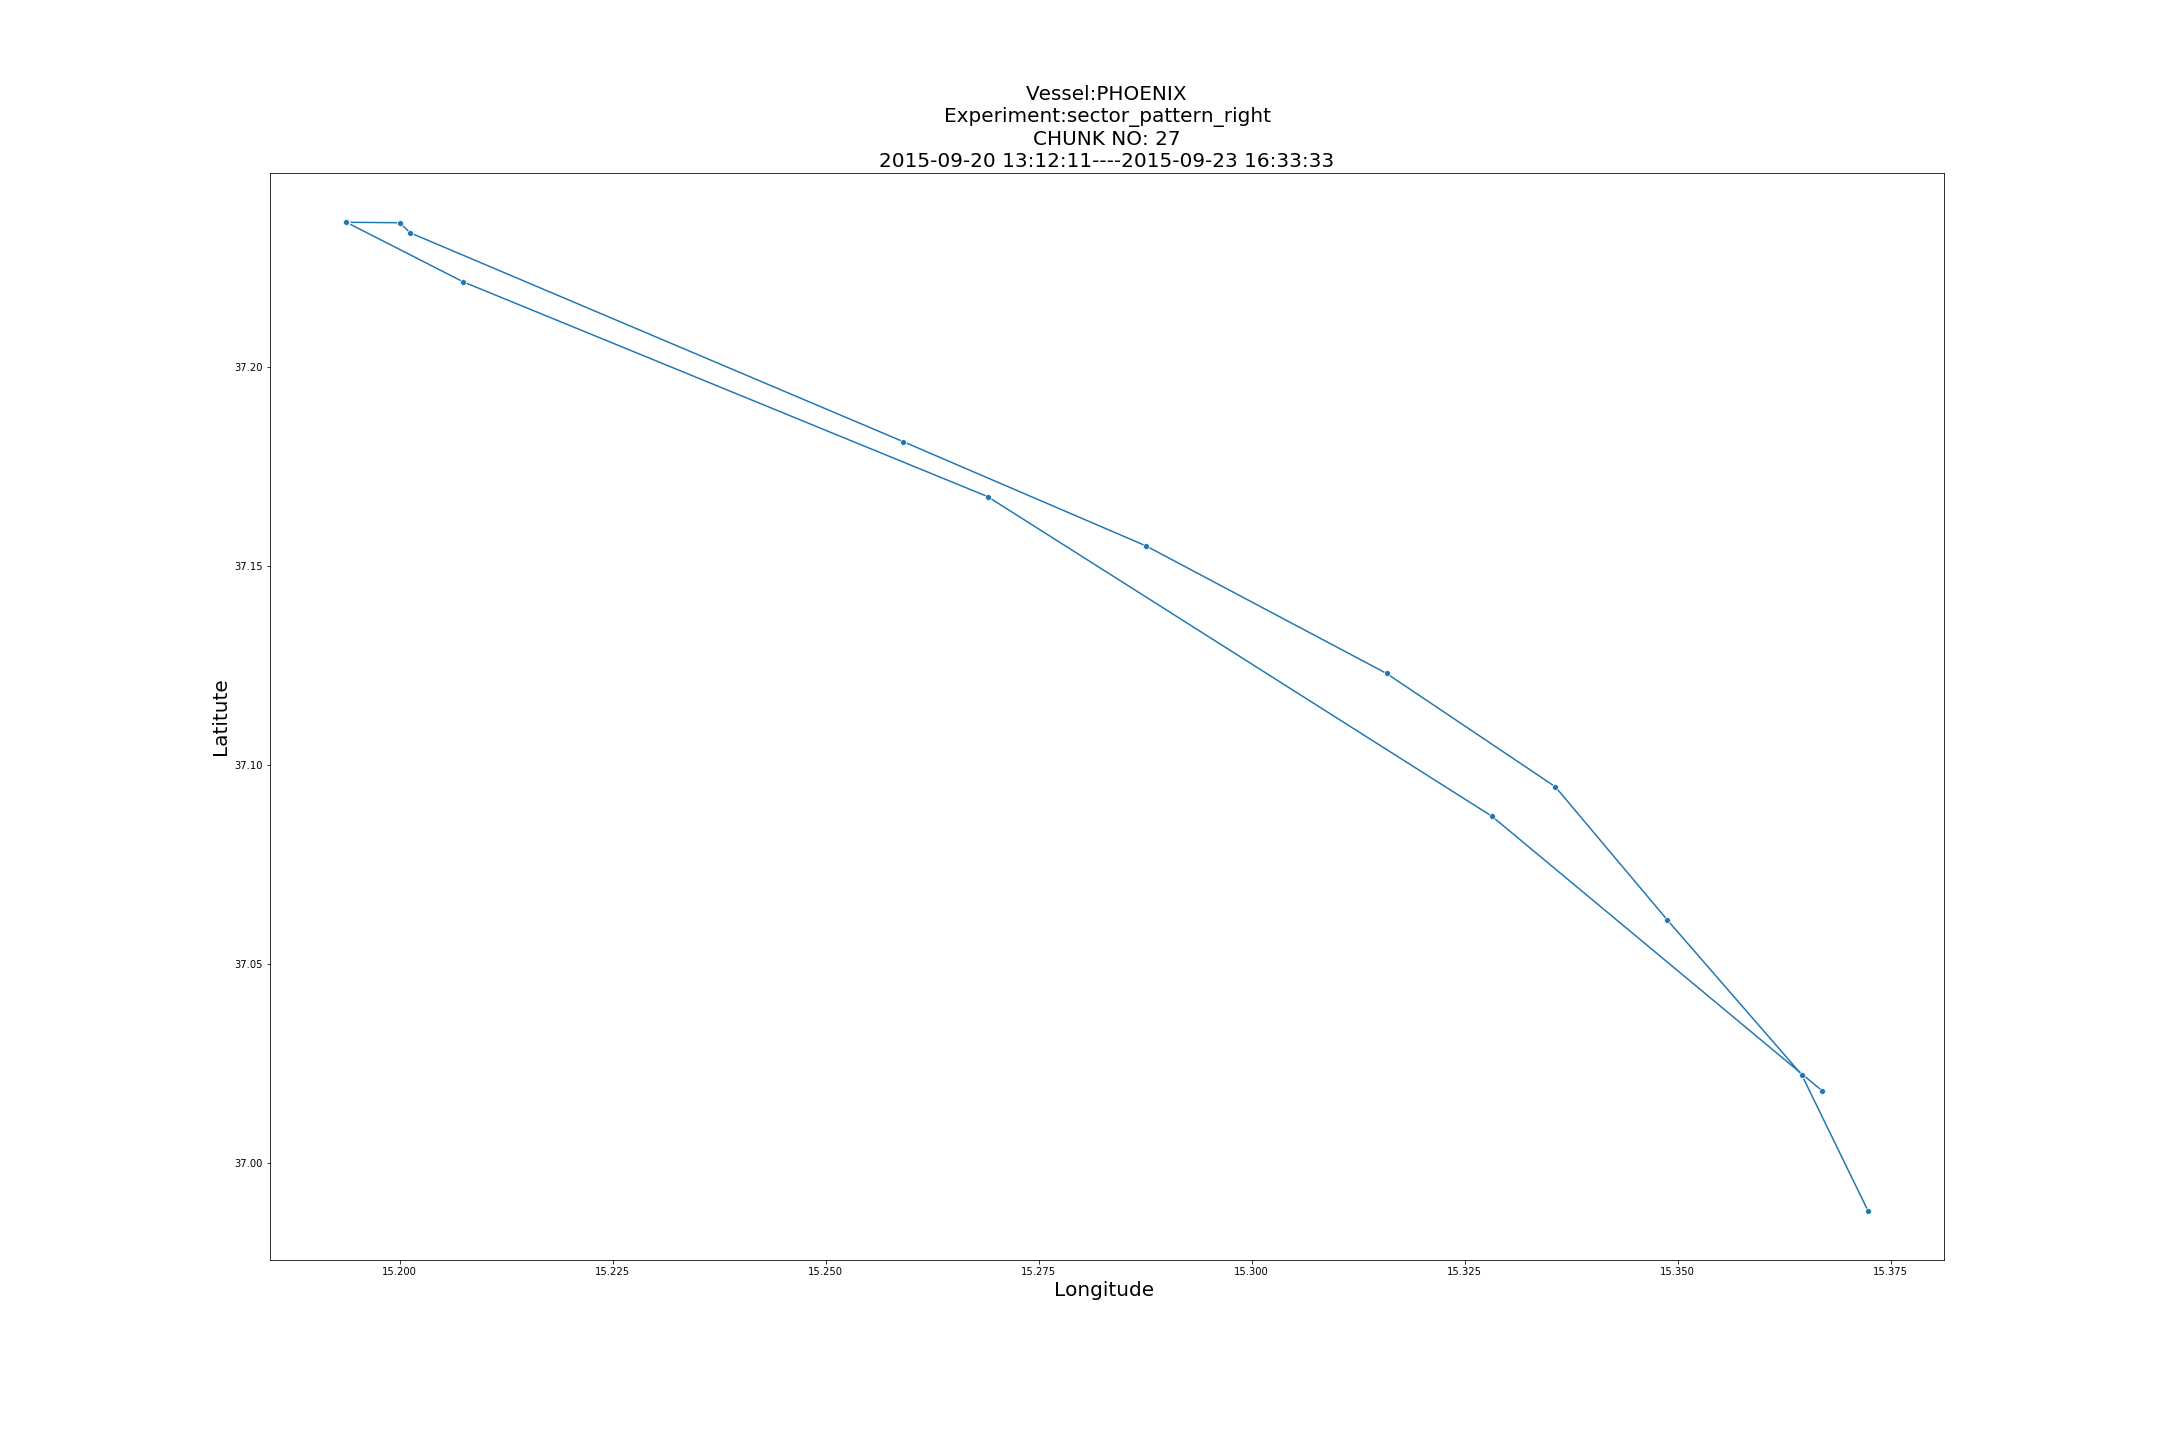 Vessel:PHOENIX
Experiment:sector_pattern_right
CHUNK NO: 27
2015-09-20 13:12:11----2015-09-23 16:33:33
37.20
37.15
37.10
37.05
37.00
Latitute
15.200
15.225
15.250
15.275
15.300
15.325
15.350
15.375
Longitude